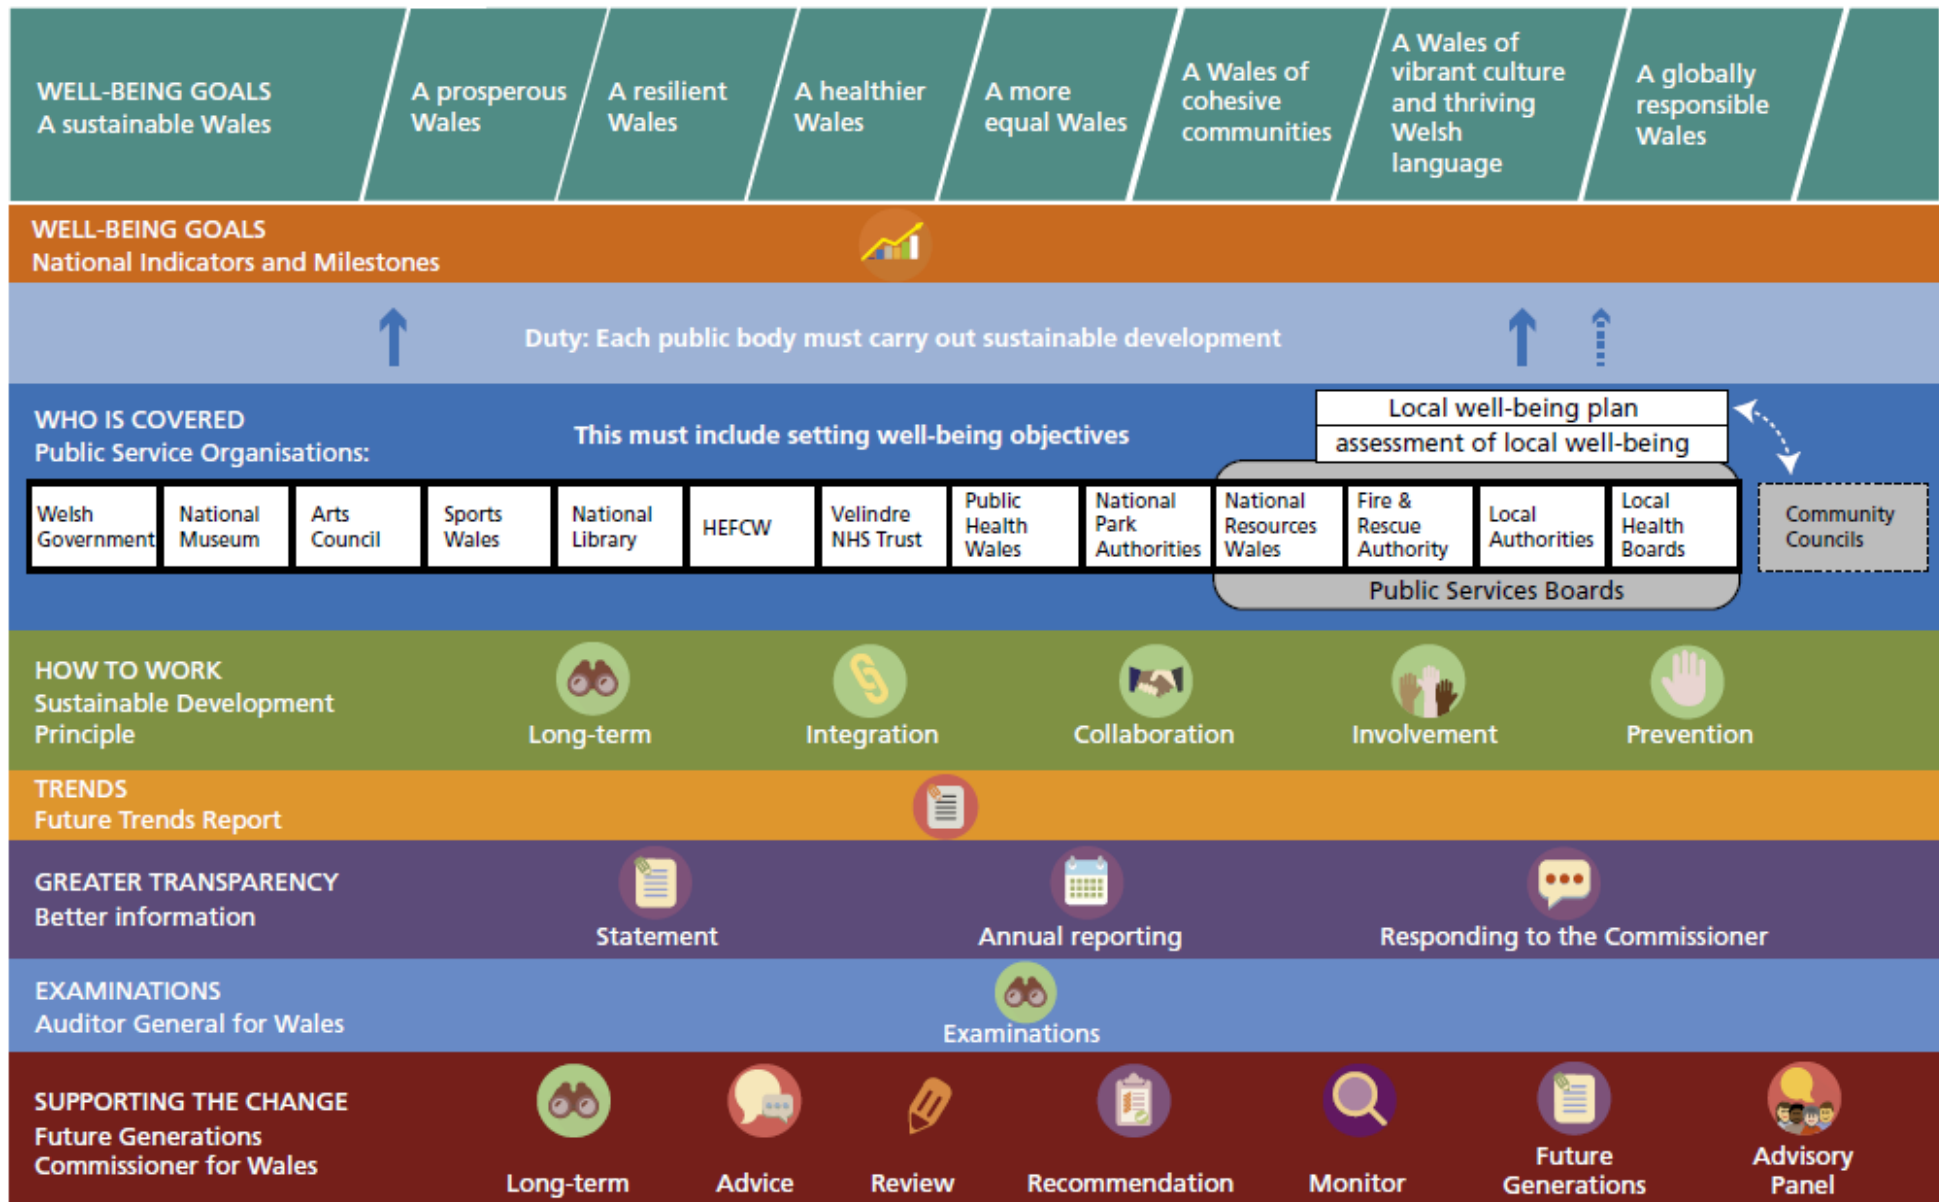 WELL-BEING GOALS
A sustainable Wales
A prosperous
Wales
A resilient
Wales
A healthier
Wales
A more
equal Wales
A Wales of
cohesive
communities
A Wales of
vibrant culture
and thriving
Welsh
language
A globally
responsible
Wales
WELL-BEING GOALS
National Indicators and Milestones
Duty: Each public body must carry out sustainable development
WHO IS COVERED
Public Service Organisations:
This must include setting well-being objectives
Local well-being plan
assessment of local well-being
Welsh
Government
National
Museum
Arts
Council
Sports
Wales
National
Library
HEFCW
Velindre
NHS Trust
Public
Health
Wales
National
Park
Authorities
National
Resources
Wales
Fire &
Rescue
Authority
Local
Authorities
Local
Health
Boards
Community
Councils
Public Services Boards
HOW TO WORK
Sustainable Development
Principle
Long-term
Integration
Collaboration
Involvement
Prevention
TRENDS
Future Trends Report
GREATER TRANSPARENCY
Better information
Statement
Annual reporting
Responding to the Commissioner
EXAMINATIONS
Auditor General for Wales
Examinations
SUPPORTING THE CHANGE
Future Generations
Commissioner for Wales
Long-term
Advice
Review
Recommendation
Monitor
Future
Generations
Advisory
Panel